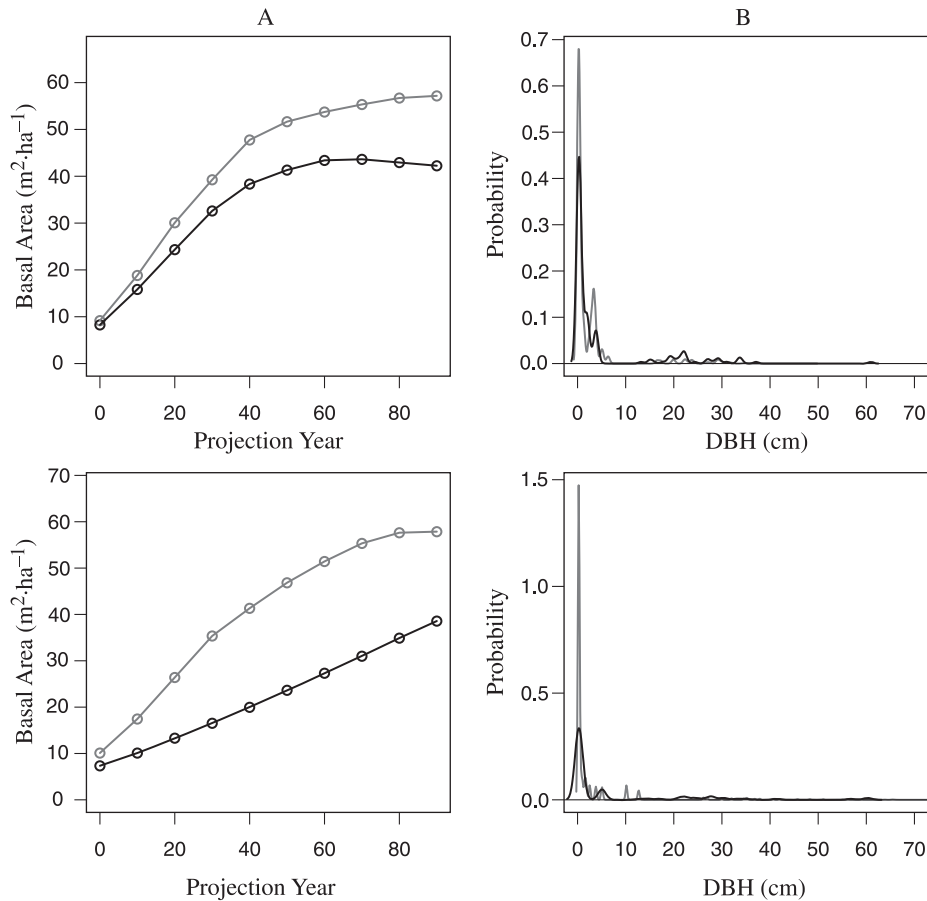 A
B
Basal Area (m²·ha⁻¹)
60
50
40
30
20
10
0
0 20 40 60 80
Projection Year
Probability
0.7
0.6
0.5
0.4
0.3
0.2
0.1
0.0
0 10 20 30 40 50 60 70
DBH (cm)
Basal Area (m²·ha⁻¹)
70
60
50
40
30
20
10
0
0 20 40 60 80
Projection Year
Probability
1.5
1.0
0.5
0.0
0 10 20 30 40 50 60 70
DBH (cm)